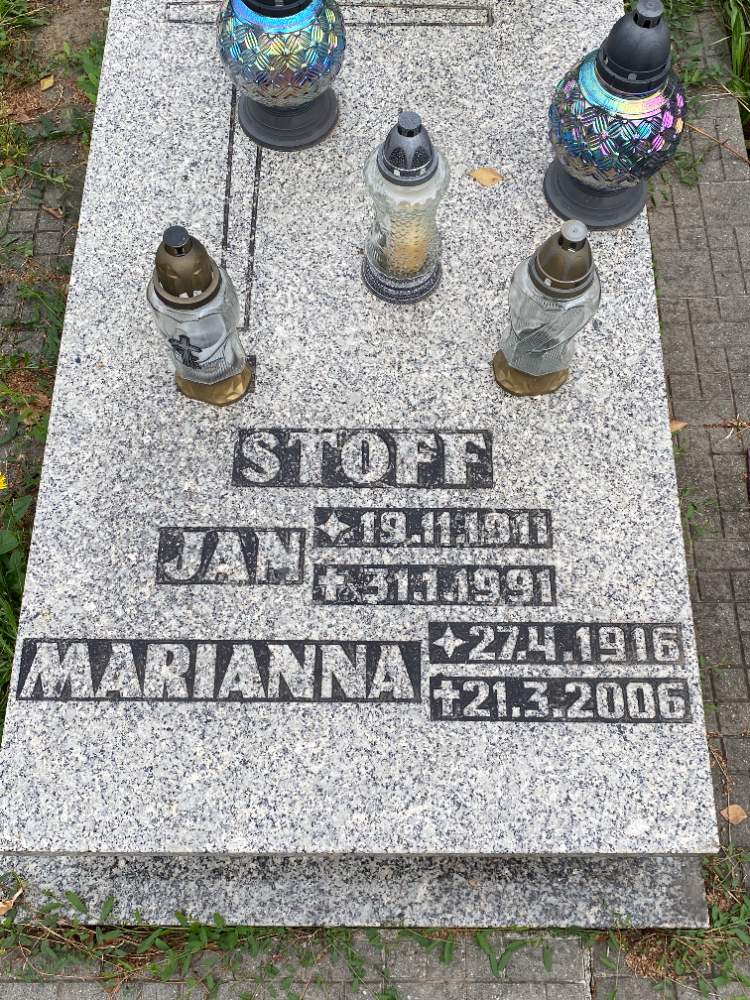 STOFF
JAN
✧19.11.1911
✝31.1.1991
MARIANNA
✧27.4.1916
✝21.3.2006